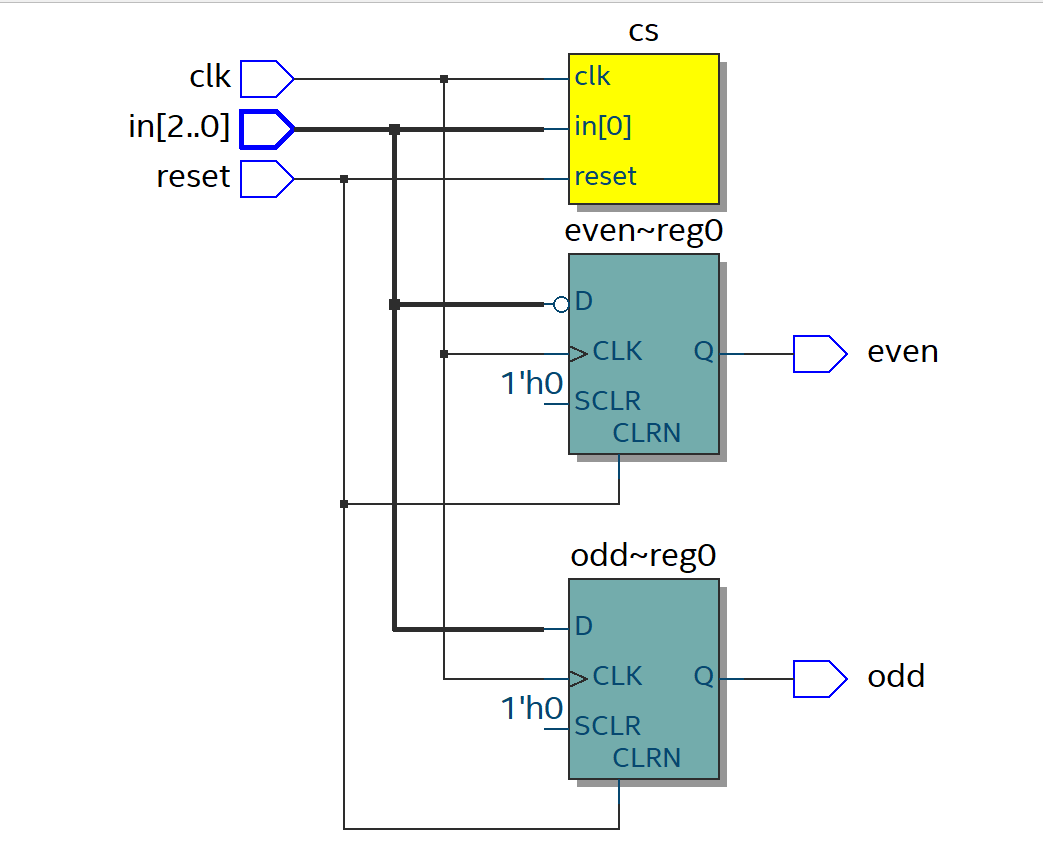 cs
clk
clk
in[2..0]
in[0]
reset
reset
even~reg0
D
CLK
Q
even
1'h0
SCLR
CLRN
odd~reg0
D
CLK
Q
odd
1'h0
SCLR
CLRN